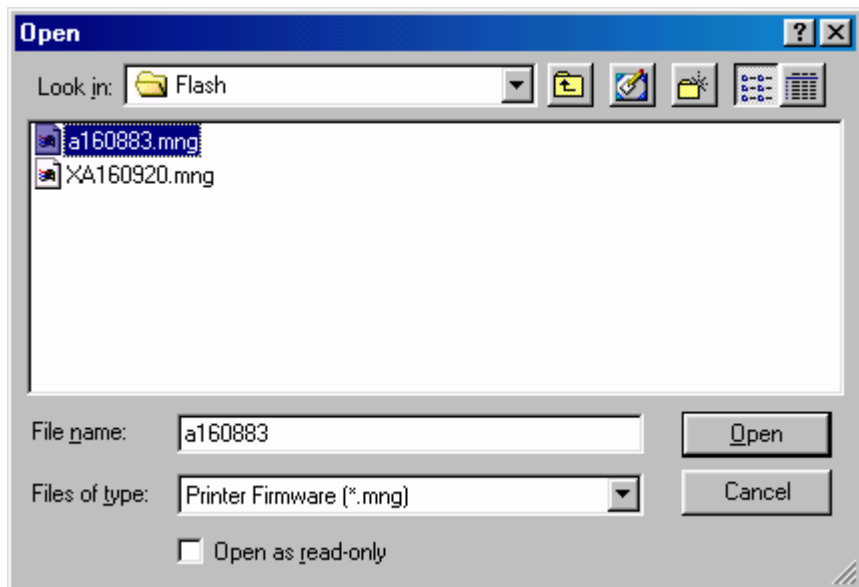 Open
Look in: Flash
a160883.mng
XA160920.mng
File name: a160883 Open
Files of type: Printer Firmware (*.mng) Cancel
Open as read-only